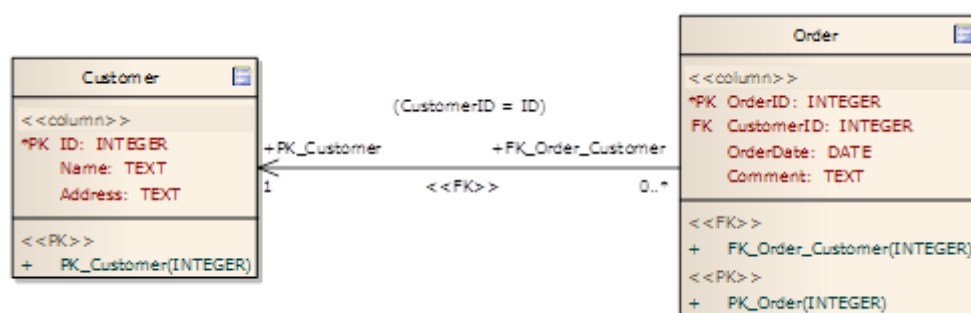 Customer
<<column>>
*PK ID: INTEGER
Name: TEXT
Address: TEXT
<<PK>>
+ PK_Customer(INTEGER)
(CustomerID = ID)
+PK_Customer +FK_Order_Customer
1 <<FK>> 0..*
Order
<<column>>
*PK OrderID: INTEGER
FK CustomerID: INTEGER
OrderDate: DATE
Comment: TEXT
<<FK>>
+ FK_Order_Customer(INTEGER)
<<PK>>
+ PK_Order(INTEGER)